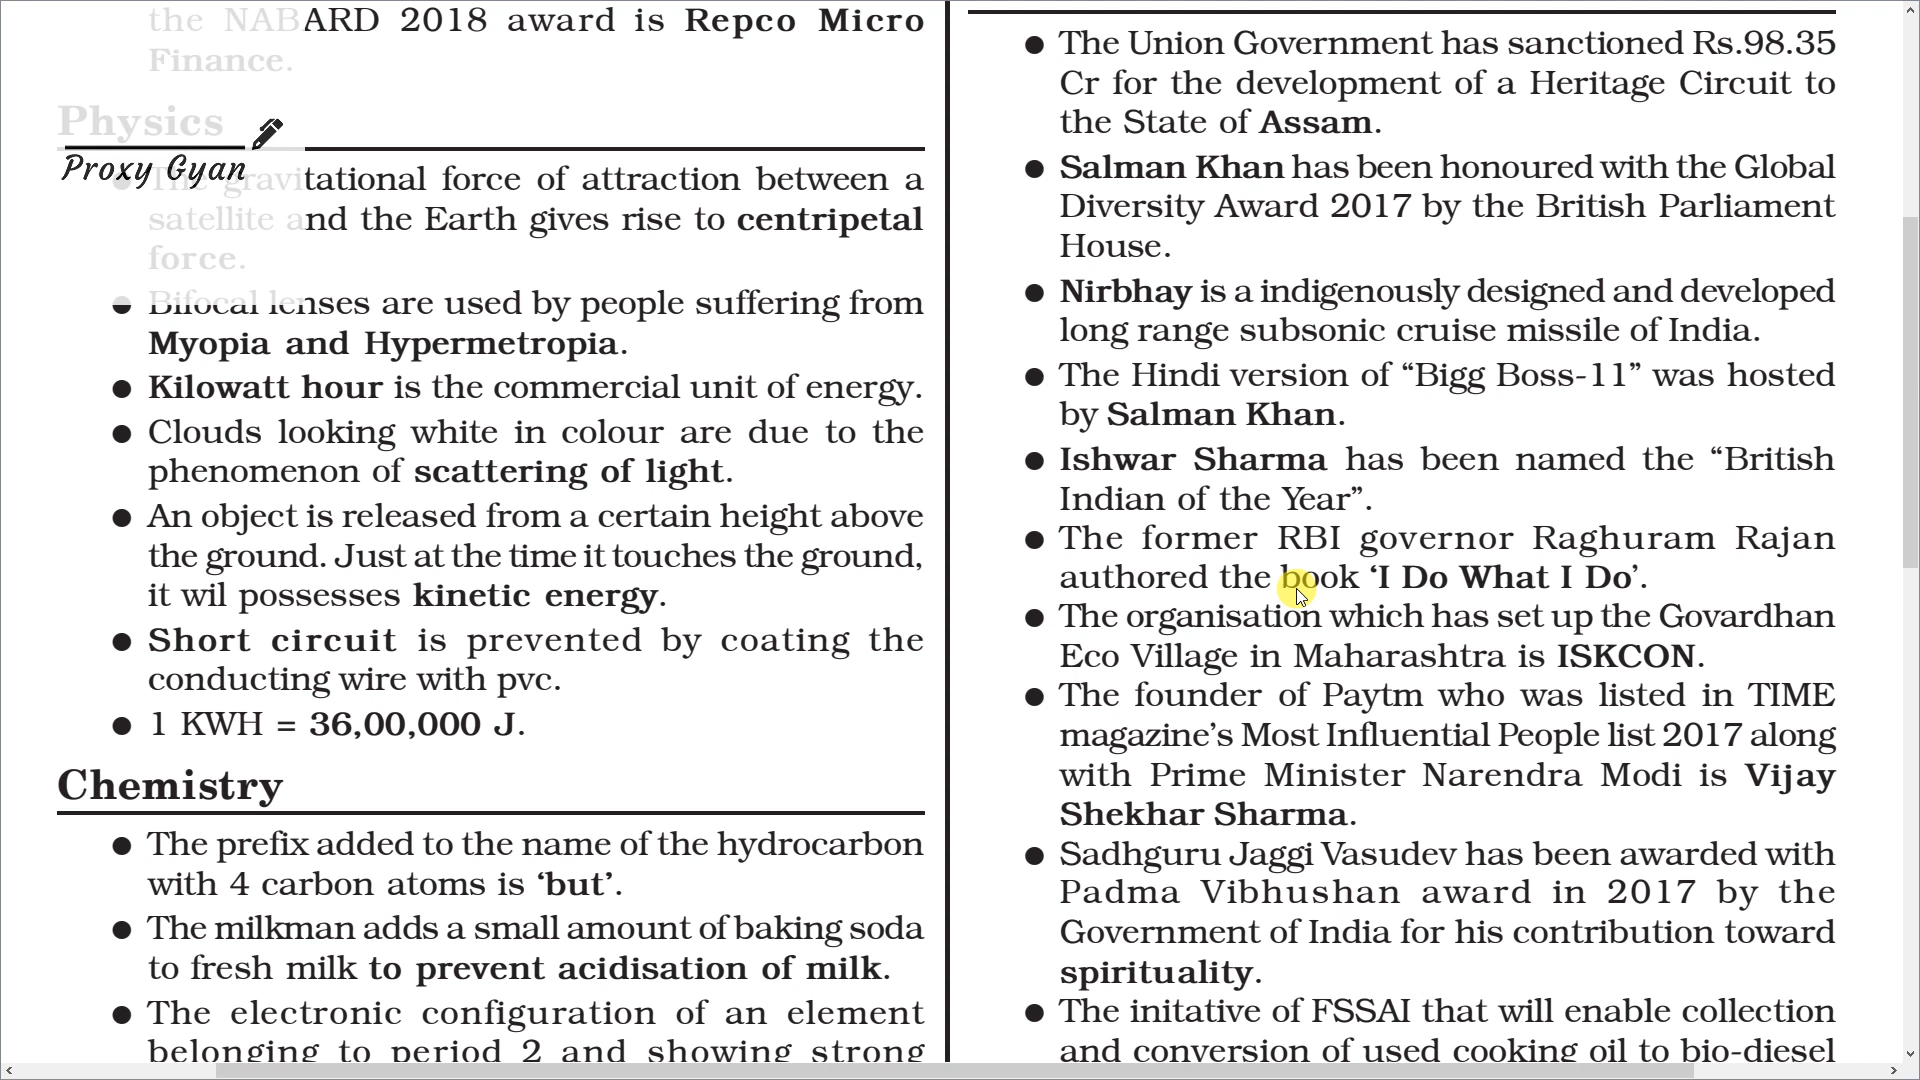 the NABARD 2018 award is Repco Micro
Finance.
Physics
Proxy Gyan
The gravitational force of attraction between a
satellite and the Earth gives rise to centripetal
force.
Bifocal lenses are used by people suffering from
Myopia and Hypermetropia.
Kilowatt hour is the commercial unit of energy.
Clouds looking white in colour are due to the
phenomenon of scattering of light.
An object is released from a certain height above
the ground. Just at the time it touches the ground,
it wil possesses kinetic energy.
Short circuit is prevented by coating the
conducting wire with pvc.
1 KWH = 36,00,000 J.
Chemistry
The prefix added to the name of the hydrocarbon
with 4 carbon atoms is ‘but’.
The milkman adds a small amount of baking soda
to fresh milk to prevent acidisation of milk.
The electronic configuration of an element
belonging to period 2 and showing strong
The Union Government has sanctioned Rs.98.35
Cr for the development of a Heritage Circuit to
the State of Assam.
Salman Khan has been honoured with the Global
Diversity Award 2017 by the British Parliament
House.
Nirbhay is a indigenously designed and developed
long range subsonic cruise missile of India.
The Hindi version of “Bigg Boss-11” was hosted
by Salman Khan.
Ishwar Sharma has been named the “British
Indian of the Year”.
The former RBI governor Raghuram Rajan
authored the book ‘I Do What I Do’.
The organisation which has set up the Govardhan
Eco Village in Maharashtra is ISKCON.
The founder of Paytm who was listed in TIME
magazine’s Most Influential People list 2017 along
with Prime Minister Narendra Modi is Vijay
Shekhar Sharma.
Sadhguru Jaggi Vasudev has been awarded with
Padma Vibhushan award in 2017 by the
Government of India for his contribution toward
spirituality.
The initative of FSSAI that will enable collection
and conversion of used cooking oil to bio-diesel